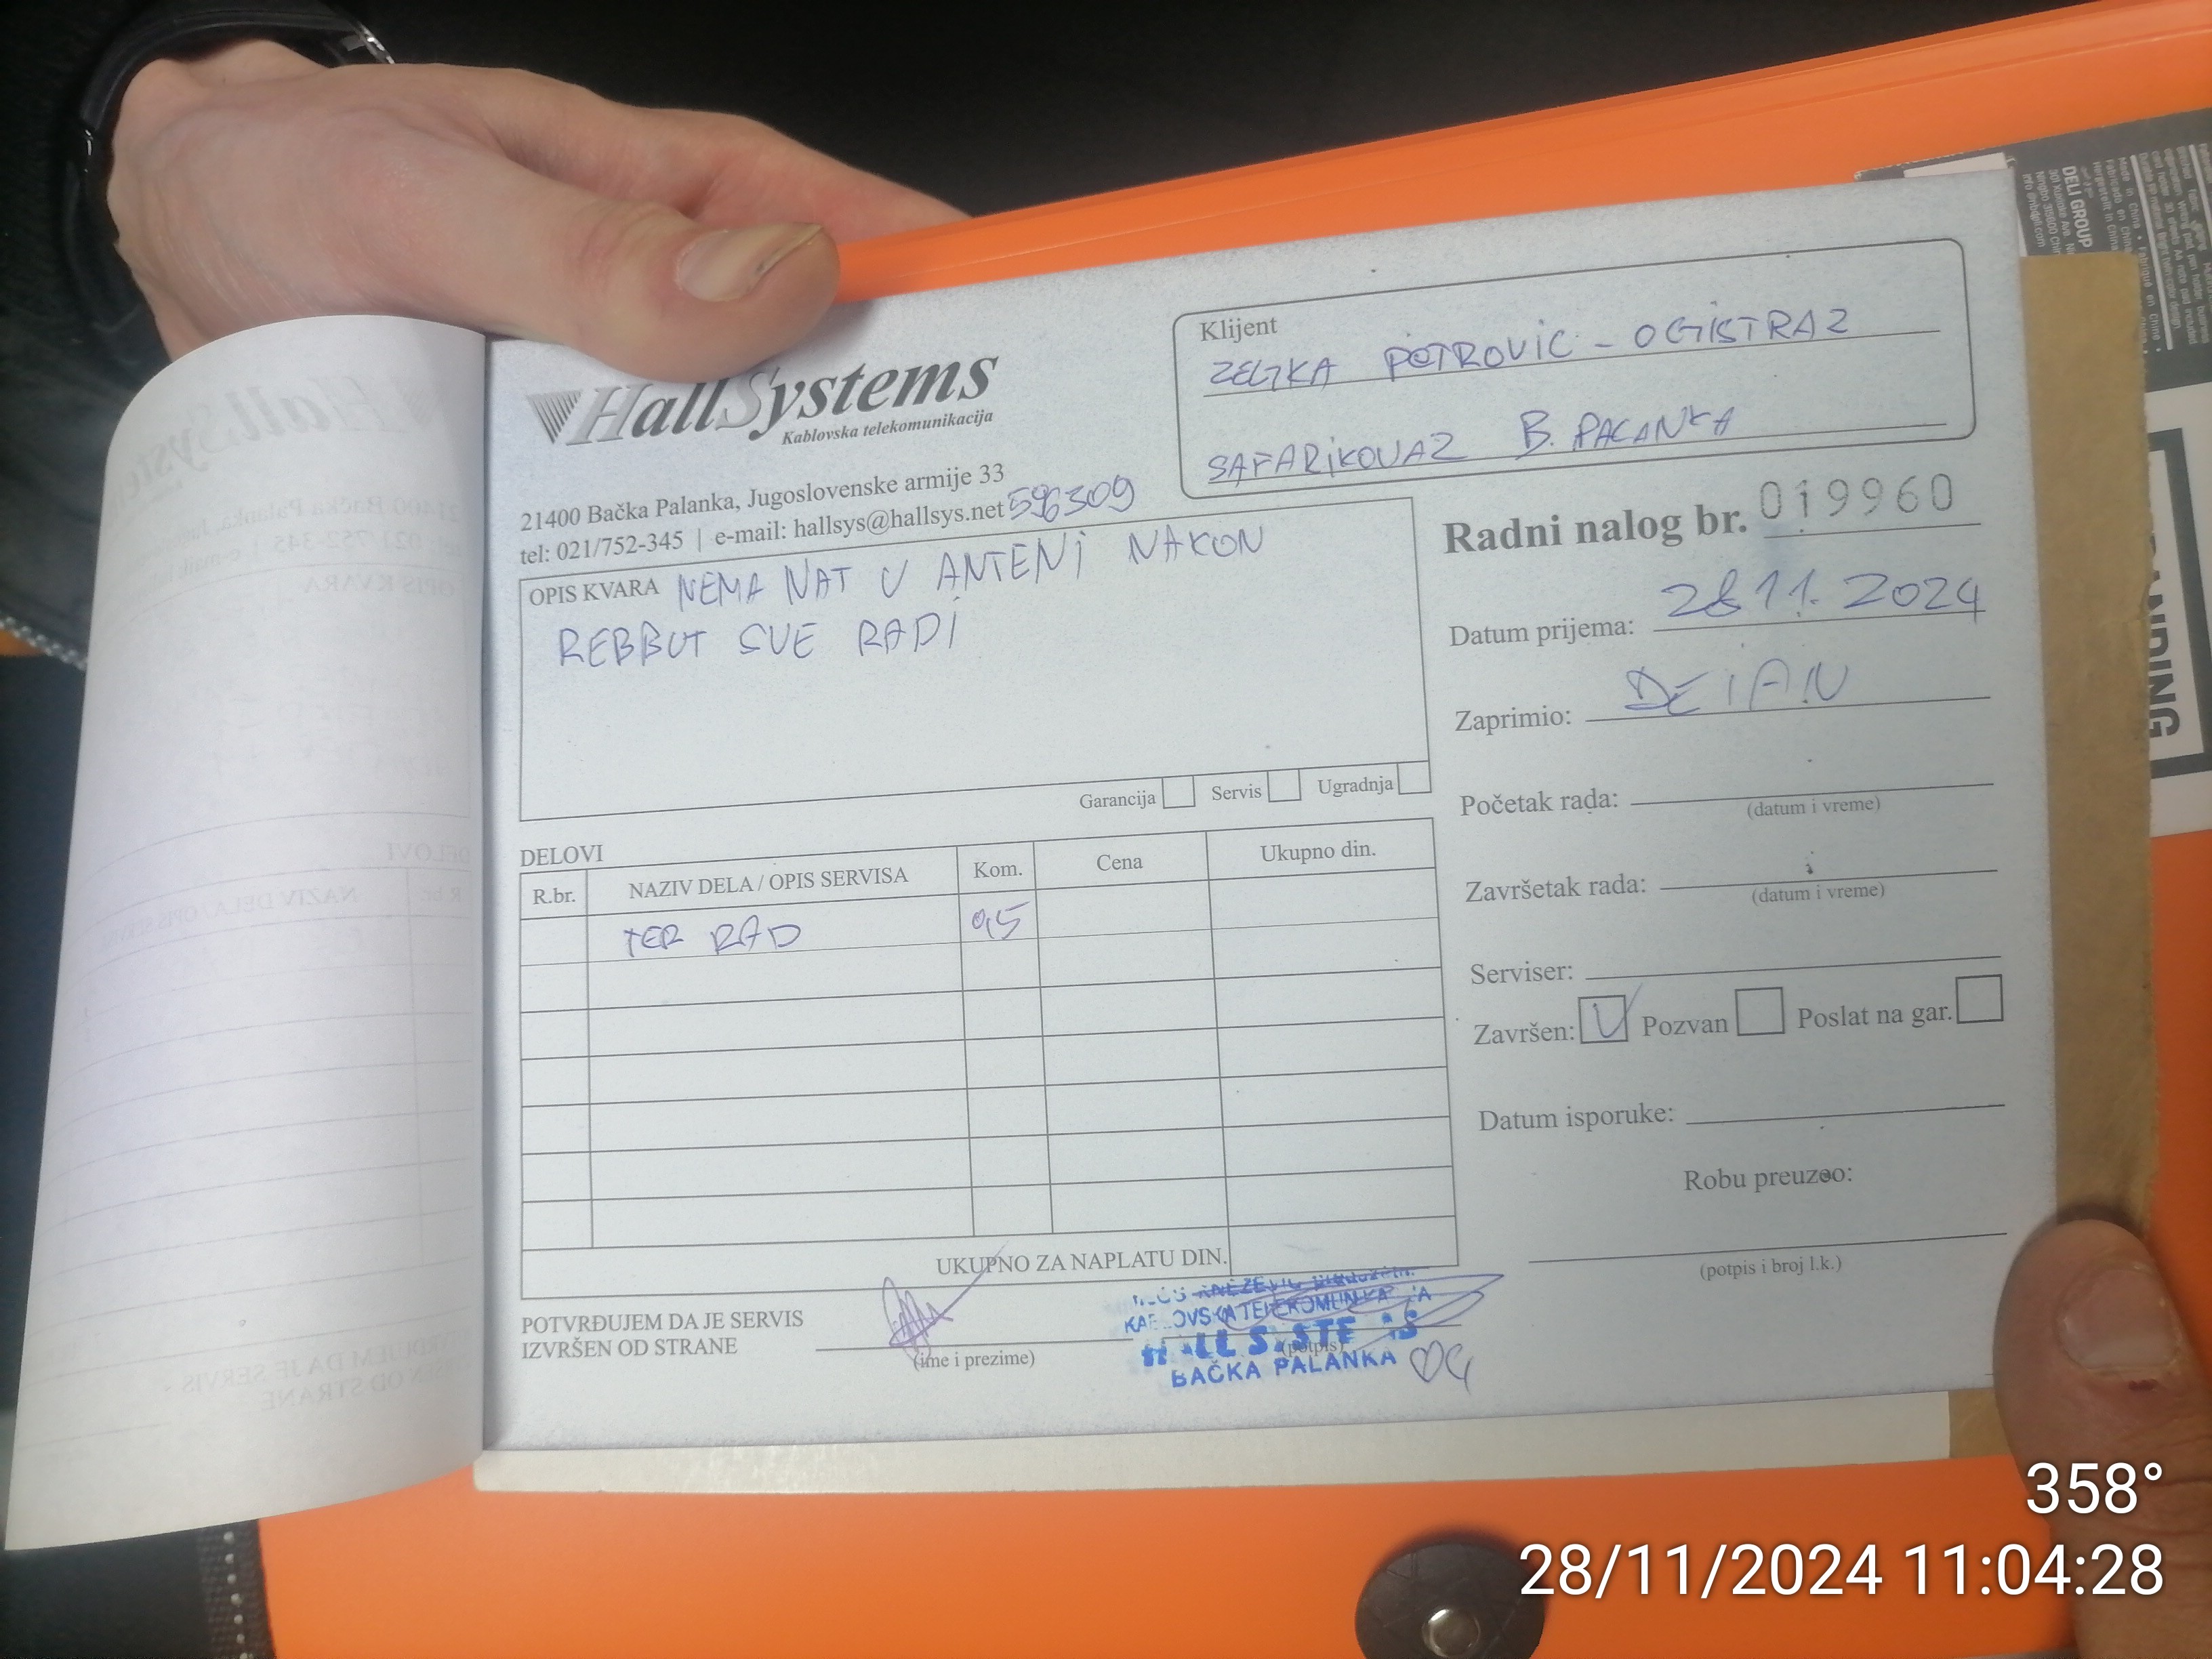 HallSystems
Kablovska telekomunikacija
21400 Bačka Palanka, Jugoslovenske armije 33
tel: 021/752-345 | e-mail: hallsys@hallsys.net 596309
Klijent
ZELJKA PETROVIC - OGISTRAZ
SAFARIKOVA 2 B. PALANKA
Radni nalog br. 019960
Datum prijema: 28 11. 2024
Zaprimio: DEJAN
Početak rada:
(datum i vreme)
Završetak rada:
(datum i vreme)
Serviser:
Završen: V Pozvan Poslat na gar.
Datum isporuke:
Robu preuzeo:
(potpis i broj l.k.)
OPIS KVARA NEMA NAT U ANTENI NAKON
REBBUT SVE RADI
Garancija Servis Ugradnja
DELOVI
R.br. NAZIV DELA / OPIS SERVISA Kom. Cena Ukupno din.
TER RAD 0,5
UKUPNO ZA NAPLATU DIN.
POTVRĐUJEM DA JE SERVIS
IZVRŠEN OD STRANE
(ime i prezime)
(potpis)
BAČKA PALANKA
DELI GROUP
358°
28/11/2024 11:04:28